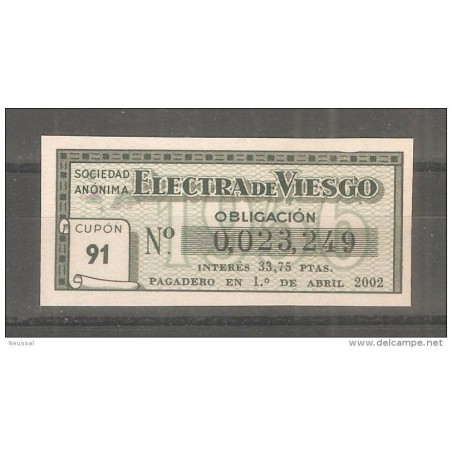 SOCIEDAD
ANÓNIMA ELECTRA DE VIESGO
OBLIGACIÓN
CUPÓN
91
Nº 0,023,249
INTERÉS 33,75 PTAS.
PAGADERO EN 1.º DE ABRIL 2002
Neussal
delcampe.net